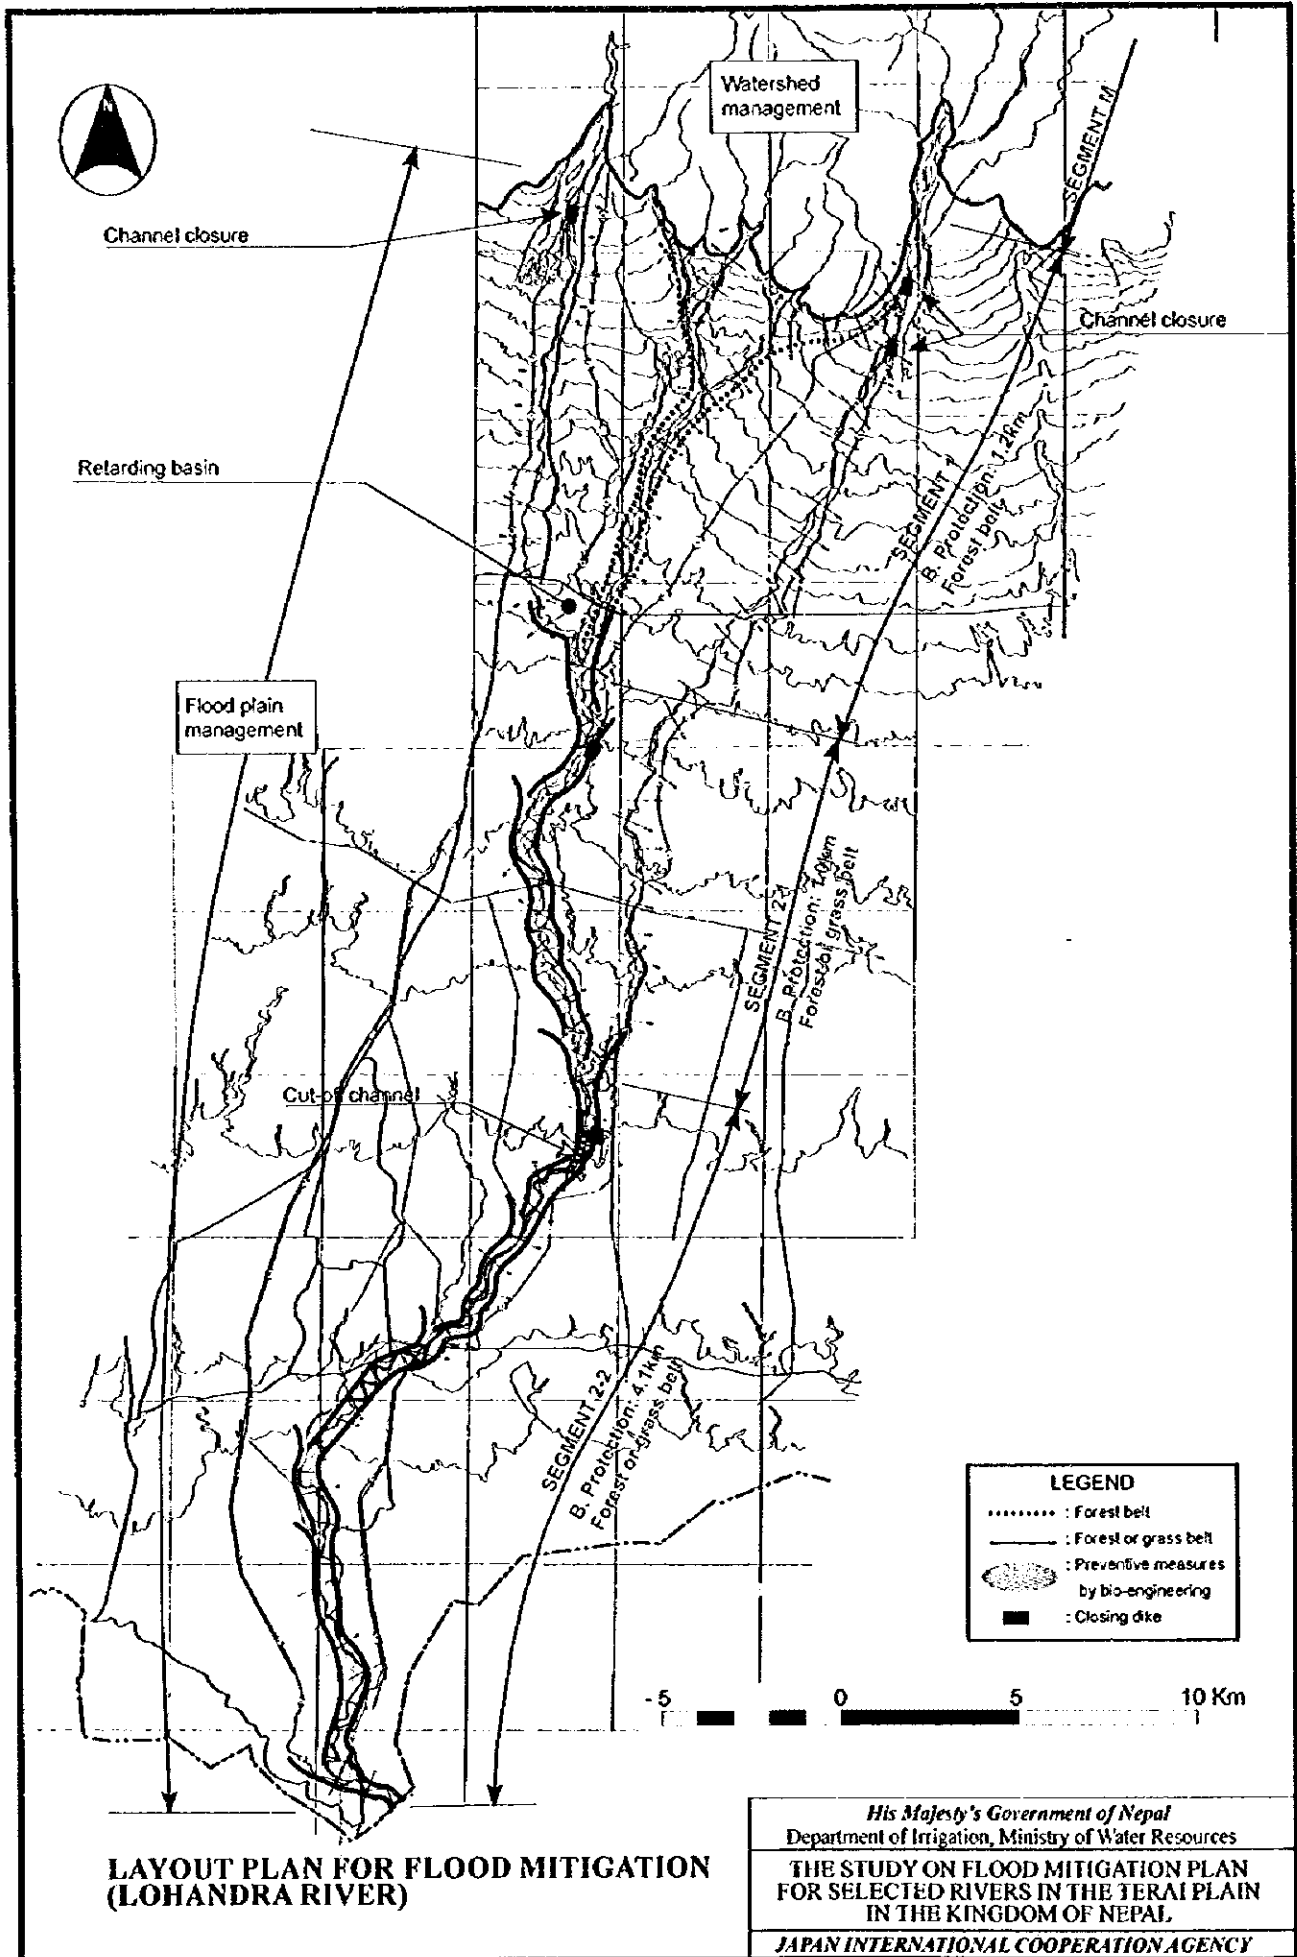 N
Watershed
management
SEGMENT M
Channel closure
Channel closure
Retarding basin
SEGMENT 1
B. Protection: 1.2km
Forest belt
Flood plain
management
SEGMENT 2-1
B. Protection: 7.0km
Forest or grass belt
Cut-off channel
SEGMENT 2-2
B. Protection: 4.1km
Forest or grass belt
LEGEND
: Forest belt
: Forest or grass belt
: Preventive measures
by bio-engineering
: Closing dike
- 5 0 5 10 Km
LAYOUT PLAN FOR FLOOD MITIGATION
(LOHANDRA RIVER)
His Majesty's Government of Nepal
Department of Irrigation, Ministry of Water Resources
THE STUDY ON FLOOD MITIGATION PLAN
FOR SELECTED RIVERS IN THE TERAI PLAIN
IN THE KINGDOM OF NEPAL
JAPAN INTERNATIONAL COOPERATION AGENCY